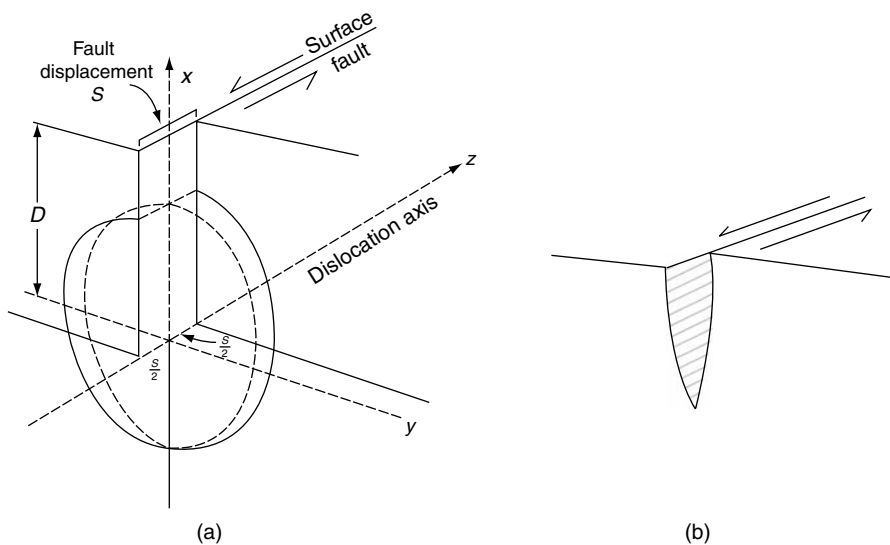 Fault
displacement
S
x
Surface
fault
z
D
Dislocation axis
s/2
s/2
y
(a)
(b)